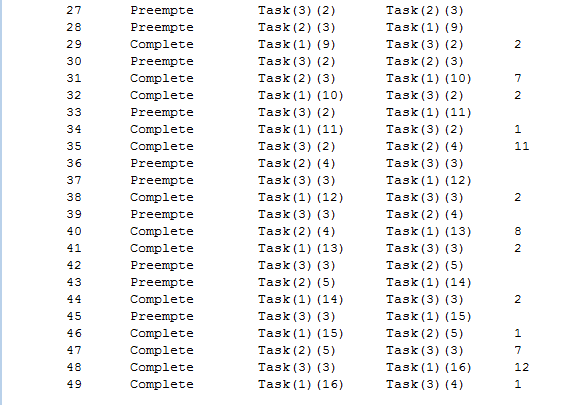 27 Preempte Task(3)(2) Task(2)(3)
28 Preempte Task(2)(3) Task(1)(9)
29 Complete Task(1)(9) Task(3)(2) 2
30 Preempte Task(3)(2) Task(2)(3)
31 Complete Task(2)(3) Task(1)(10) 7
32 Complete Task(1)(10) Task(3)(2) 2
33 Preempte Task(3)(2) Task(1)(11)
34 Complete Task(1)(11) Task(3)(2) 1
35 Complete Task(3)(2) Task(2)(4) 11
36 Preempte Task(2)(4) Task(3)(3)
37 Preempte Task(3)(3) Task(1)(12)
38 Complete Task(1)(12) Task(3)(3) 2
39 Preempte Task(3)(3) Task(2)(4)
40 Complete Task(2)(4) Task(1)(13) 8
41 Complete Task(1)(13) Task(3)(3) 2
42 Preempte Task(3)(3) Task(2)(5)
43 Preempte Task(2)(5) Task(1)(14)
44 Complete Task(1)(14) Task(3)(3) 2
45 Preempte Task(3)(3) Task(1)(15)
46 Complete Task(1)(15) Task(2)(5) 1
47 Complete Task(2)(5) Task(3)(3) 7
48 Complete Task(3)(3) Task(1)(16) 12
49 Complete Task(1)(16) Task(3)(4) 1